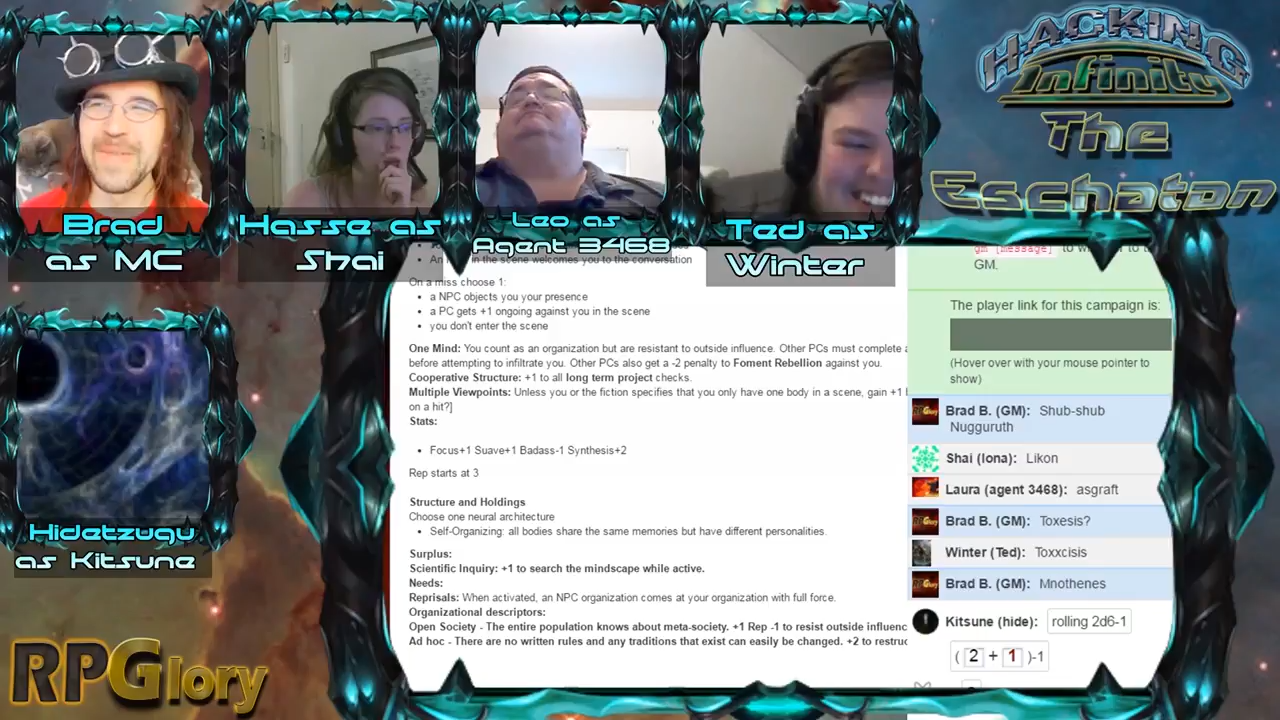 HACKING
Infinity
The
Eschaton
Brad
as MC
Hasse as
Shai
Leo as
Agent 3468
Ted as
Winter
Hidetzugu
as Kitsune
RPGlory
in the scene welcomes you to the conversation
On a miss choose 1:
• a NPC objects you your presence
• a PC gets +1 ongoing against you in the scene
• you don't enter the scene
One Mind: You count as an organization but are resistant to outside influence. Other PCs must complete a
before attempting to infiltrate you. Other PCs also get a -2 penalty to Foment Rebellion against you.
Cooperative Structure: +1 to all long term project checks.
Multiple Viewpoints: Unless you or the fiction specifies that you only have one body in a scene, gain +1
on a hit?]
Stats:
• Focus+1 Suave+1 Badass-1 Synthesis+2
Rep starts at 3
Structure and Holdings
Choose one neural architecture
• Self-Organizing: all bodies share the same memories but have different personalities.
Surplus:
Scientific Inquiry: +1 to search the mindscape while active.
Needs:
Reprisals: When activated, an NPC organization comes at your organization with full force.
Organizational descriptors:
Open Society - The entire population knows about meta-society. +1 Rep -1 to resist outside influenc
Ad hoc - There are no written rules and any traditions that exist can easily be changed. +2 to restruc
gm [message] to
GM.
The player link for this campaign is:
(Hover over with your mouse pointer to
show)
Brad B. (GM): Shub-shub
Nugguruth
Shai (Iona): Likon
Laura (agent 3468): asgraft
Brad B. (GM): Toxesis?
Winter (Ted): Toxxcisis
Brad B. (GM): Mnothenes
Kitsune (hide): rolling 2d6-1
(2+1)-1